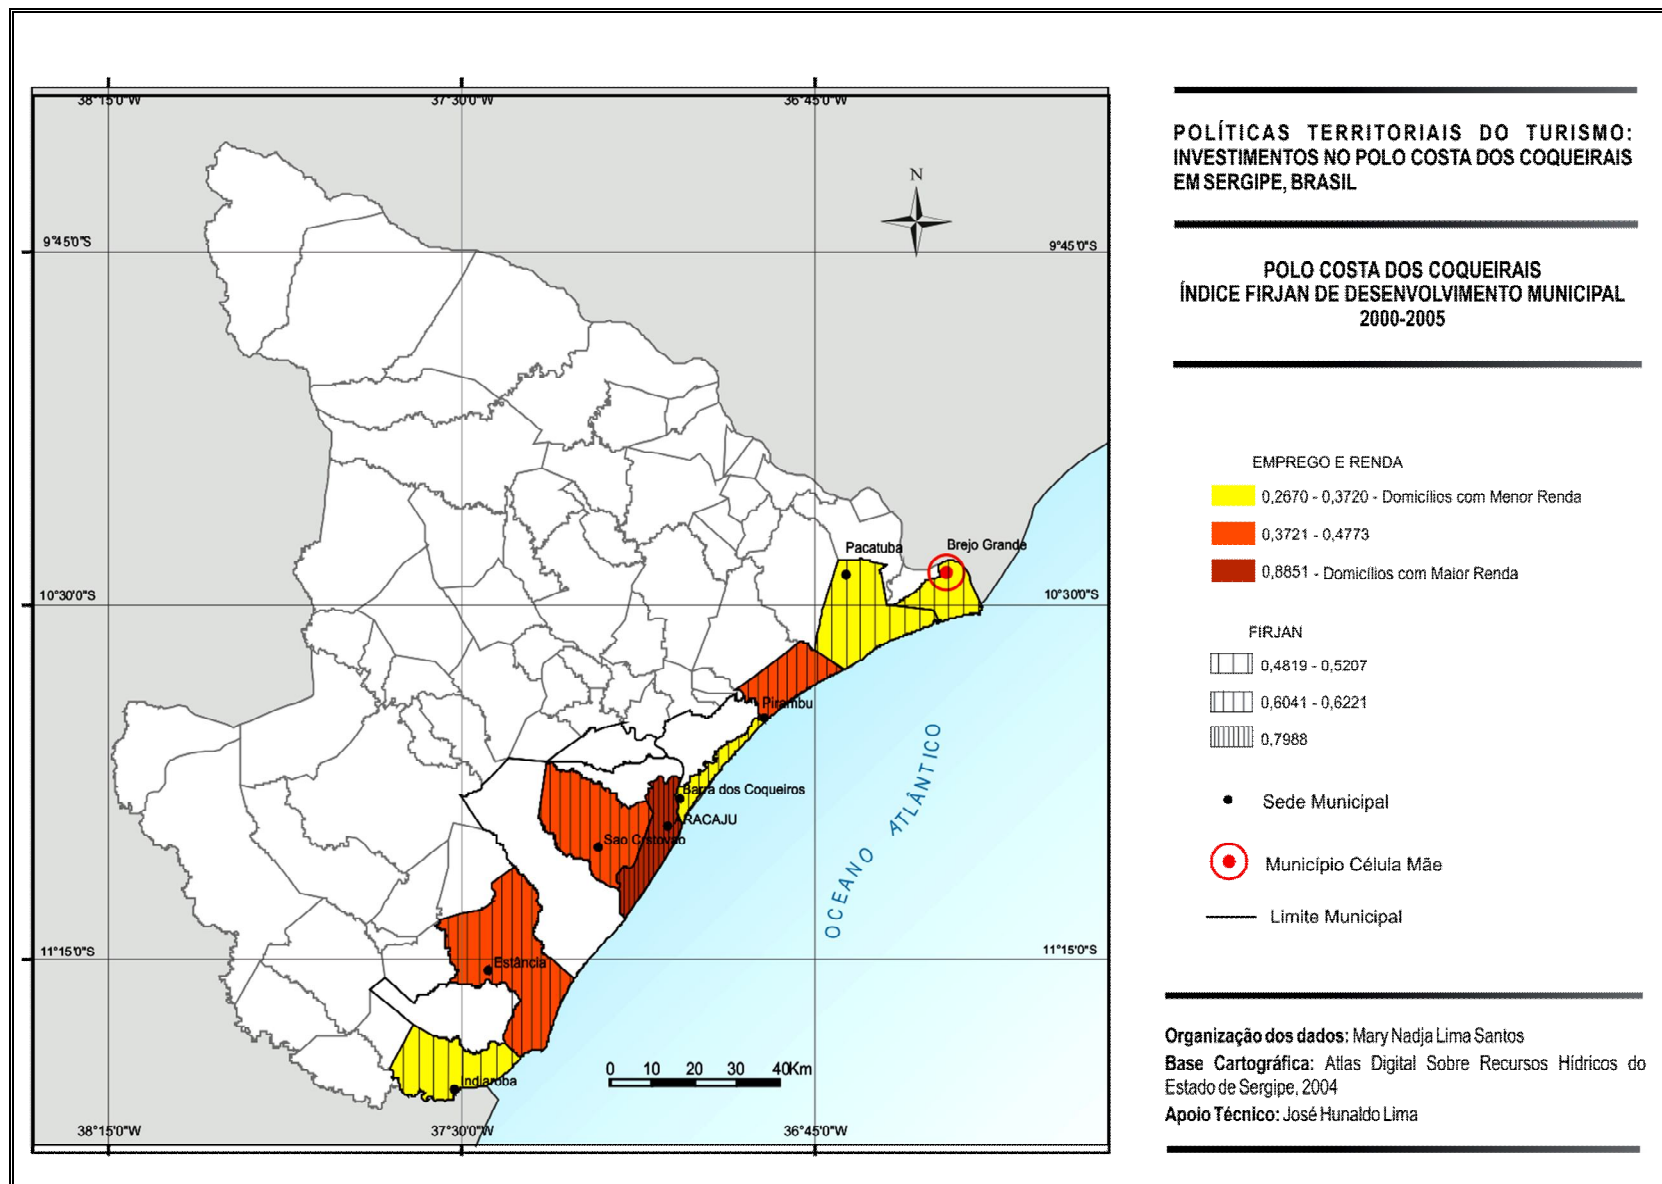 38°15'0"W
37°30'0"W
36°45'0"W
N
9°45'0"S
9°45'0"S
Pacatuba
Brejo Grande
10°30'0"S
10°30'0"S
Pirambu
Barra dos Coqueiros
ARACAJU
Sao Cristovao
OCEANO ATLÂNTICO
11°15'0"S
11°15'0"S
Estância
Indiaroba
0 10 20 30 40Km
38°15'0"W
37°30'0"W
36°45'0"W
POLÍTICAS TERRITORIAIS DO TURISMO:
INVESTIMENTOS NO POLO COSTA DOS COQUEIRAIS
EM SERGIPE, BRASIL
POLO COSTA DOS COQUEIRAIS
ÍNDICE FIRJAN DE DESENVOLVIMENTO MUNICIPAL
2000-2005
EMPREGO E RENDA
0,2670 - 0,3720 - Domicílios com Menor Renda
0,3721 - 0,4773
0,8851 - Domicílios com Maior Renda
FIRJAN
0,4819 - 0,5207
0,6041 - 0,6221
0,7988
Sede Municipal
Município Célula Mãe
Limite Municipal
Organização dos dados: Mary Nadja Lima Santos
Base Cartográfica: Atlas Digital Sobre Recursos Hídricos do
Estado de Sergipe, 2004
Apoio Técnico: José Hunaldo Lima